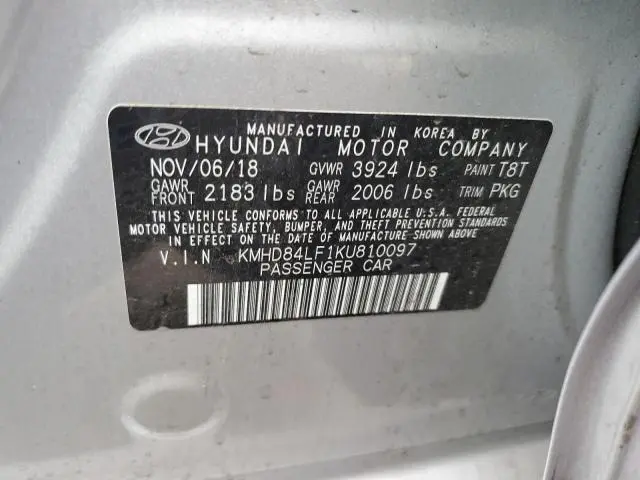 MANUFACTURED IN KOREA BY
HYUNDAI MOTOR COMPANY
NOV/06/18 GVWR 3924 lbs PAINT T8T
GAWR FRONT 2183 lbs GAWR REAR 2006 lbs TRIM PKG
THIS VEHICLE CONFORMS TO ALL APPLICABLE U.S.A. FEDERAL
MOTOR VEHICLE SAFETY, BUMPER, AND THEFT PREVENTION STANDARDS
IN EFFECT ON THE DATE OF MANUFACTURE SHOWN ABOVE.
V.I.N KMHD84LF1KU810097
PASSENGER CAR